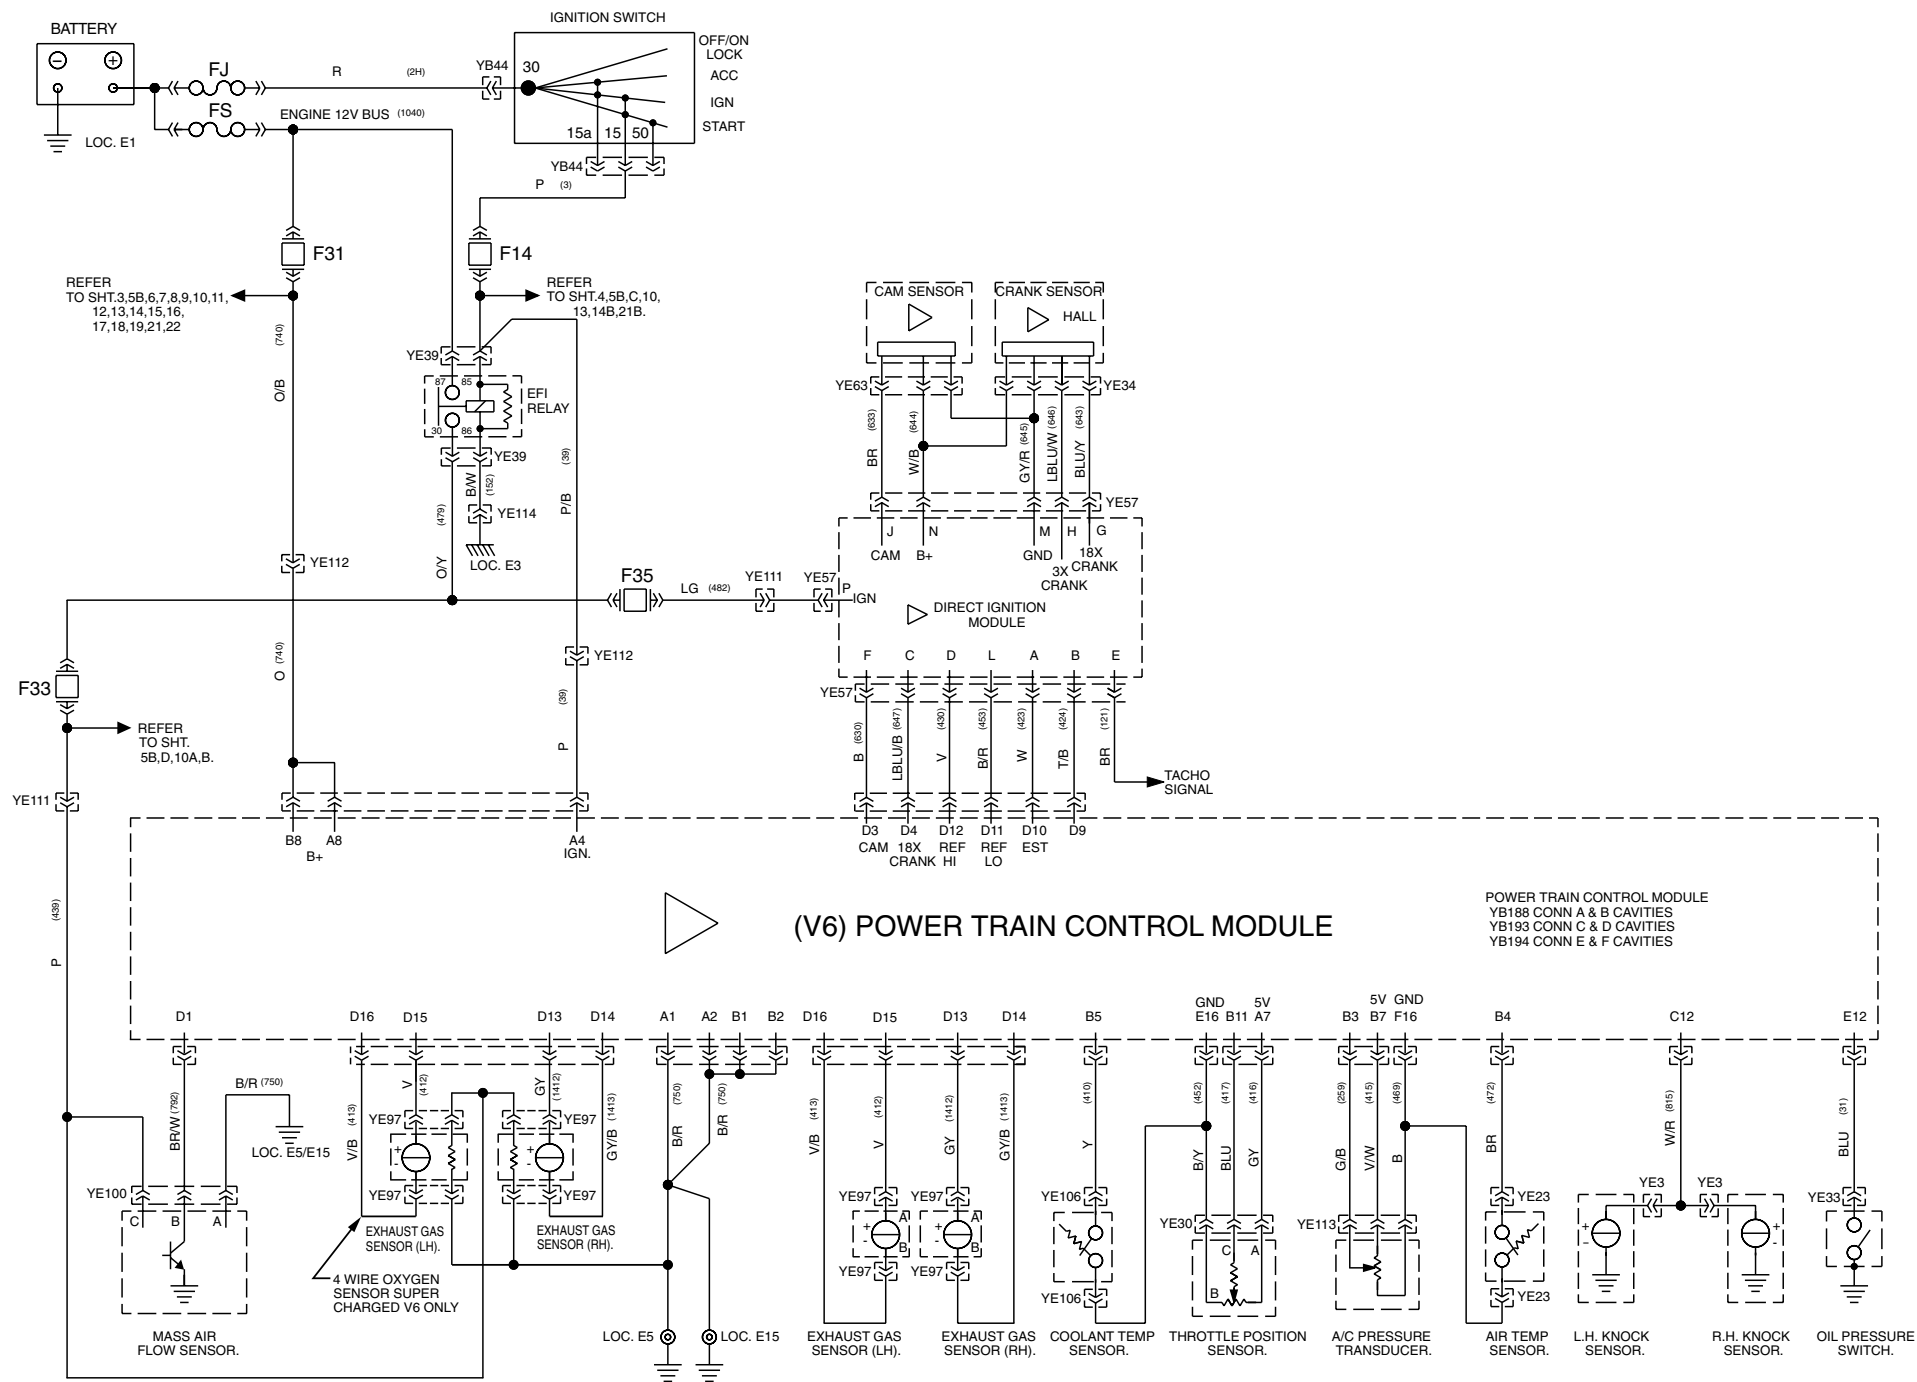 BATTERY
IGNITION SWITCH
OFF/ON
LOCK
ACC
IGN
START
YB44
30
15a 15 50
YB44
P (3)
FJ
R (2H)
FS
ENGINE 12V BUS (1040)
LOC. E1
F31
F14
REFER
TO SHT.3,5B,6,7,8,9,10,11,
12,13,14,15,16,
17,18,19,21,22
REFER
TO SHT.4,5B,C,10,
13,14B,21B.
(740)
O/B
YE39
87 85
30 86
EFI
RELAY
YE39
B/W (152)
YE114
LOC. E3
(479)
O/Y
(39)
P/B
YE112
O (740)
YE112
(39)
P
CAM SENSOR
CRANK SENSOR
HALL
YE63
YE34
BR (633)
W/B (644)
GY/R (645)
LBLU/W (646)
BLU/Y (643)
YE57
J N M H G
CAM B+ GND
18X
CRANK
3X
CRANK
F35
LG (482)
YE111
YE57
P
IGN
DIRECT IGNITION
MODULE
F C D L A B E
YE57
B (630)
LBLU/B (647)
V (430)
B/R (453)
W (423)
T/B (424)
BR (121)
TACHO
SIGNAL
F33
REFER
TO SHT.
5B,D,10A,B.
YE111
(439)
P
B8 A8
B+
A4
IGN.
D3 D4 D12 D11 D10 D9
CAM 18X REF REF EST
CRANK HI LO
(V6) POWER TRAIN CONTROL MODULE
POWER TRAIN CONTROL MODULE
YB188 CONN A & B CAVITIES
YB193 CONN C & D CAVITIES
YB194 CONN E & F CAVITIES
D1 D16 D15 D13 D14 A1 A2 B1 B2 D16 D15 D13 D14 B5
GND 5V
E16 B11 A7
5V GND
B3 B7 F16
B4 C12 E12
BR/W (792)
B/R (750)
LOC. E5/E15
YE100
C B A
MASS AIR
FLOW SENSOR.
V/B (413)
V (412)
GY (1412)
GY/B (1413)
YE97
YE97
+
-
+
-
YE97
YE97
EXHAUST GAS
SENSOR (LH).
EXHAUST GAS
SENSOR (RH).
4 WIRE OXYGEN
SENSOR SUPER
CHARGED V6 ONLY
B/R (750)
B/R (750)
LOC. E5
LOC. E15
V/B (413)
V (412)
GY (1412)
GY/B (1413)
YE97
YE97
+
-
A
B
+
-
A
B
YE97
YE97
EXHAUST GAS
SENSOR (LH).
EXHAUST GAS
SENSOR (RH).
Y (410)
YE106
YE106
COOLANT TEMP
SENSOR.
B/Y (452)
BLU (417)
GY (416)
YE30
C A
B
THROTTLE POSITION
SENSOR.
G/B (259)
V/W (415)
B (469)
YE113
A/C PRESSURE
TRANSDUCER.
BR (472)
YE23
YE23
AIR TEMP
SENSOR.
W/R (815)
YE3
YE3
+
-
+
-
L.H. KNOCK
SENSOR.
R.H. KNOCK
SENSOR.
BLU (31)
YE33
OIL PRESSURE
SWITCH.